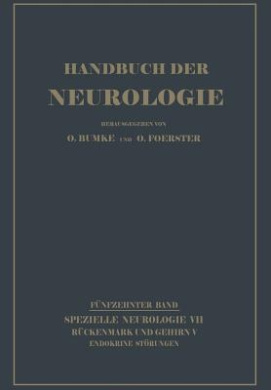 HANDBUCH DER
NEUROLOGIE
HERAUSGEGEBEN VON
O. BUMKE UND O. FOERSTER
FÜNFZEHNTER BAND
SPEZIELLE NEUROLOGIE VII
RÜCKENMARK UND GEHIRN V
ENDOKRINE STÖRUNGEN